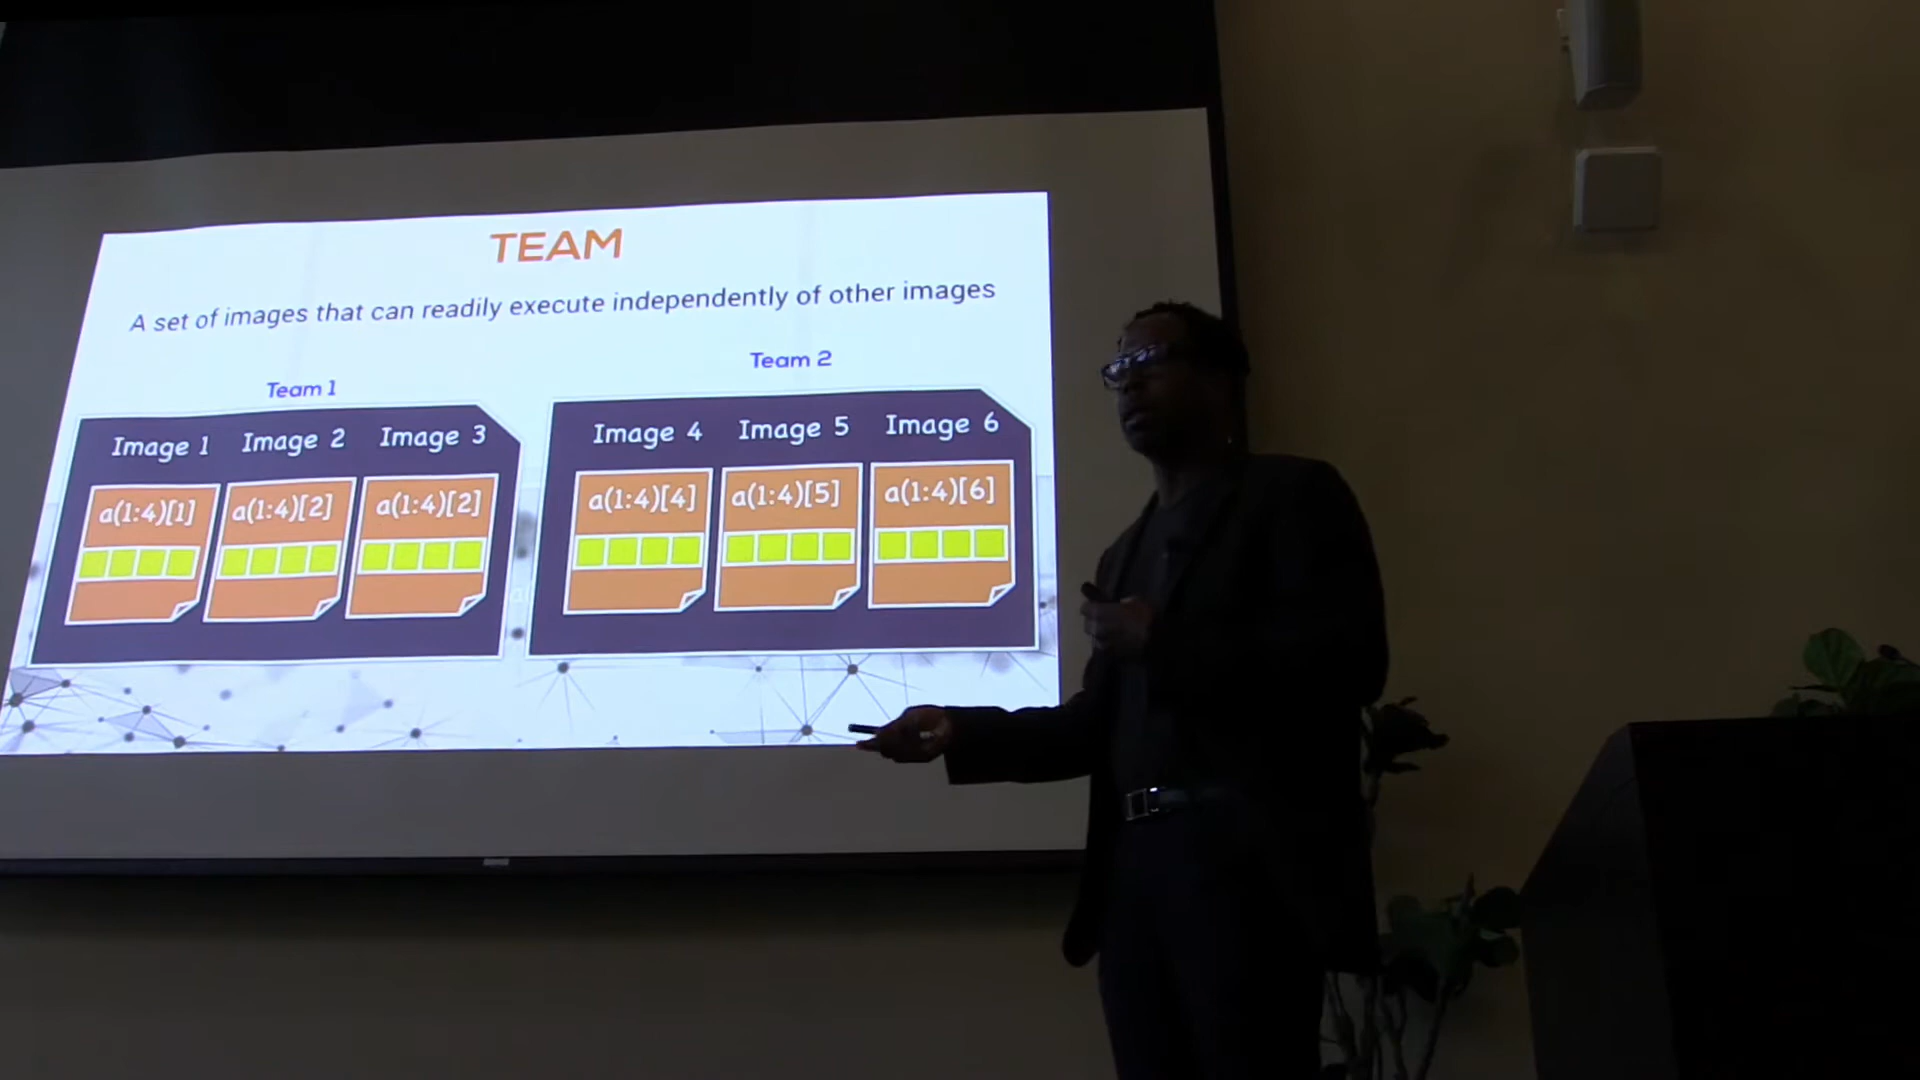 TEAM
A set of images that can readily execute independently of other images
Team 1
Team 2
Image 1 Image 2 Image 3
Image 4 Image 5 Image 6
a(1:4)[1] a(1:4)[2] a(1:4)[2]
a(1:4)[4] a(1:4)[5] a(1:4)[6]